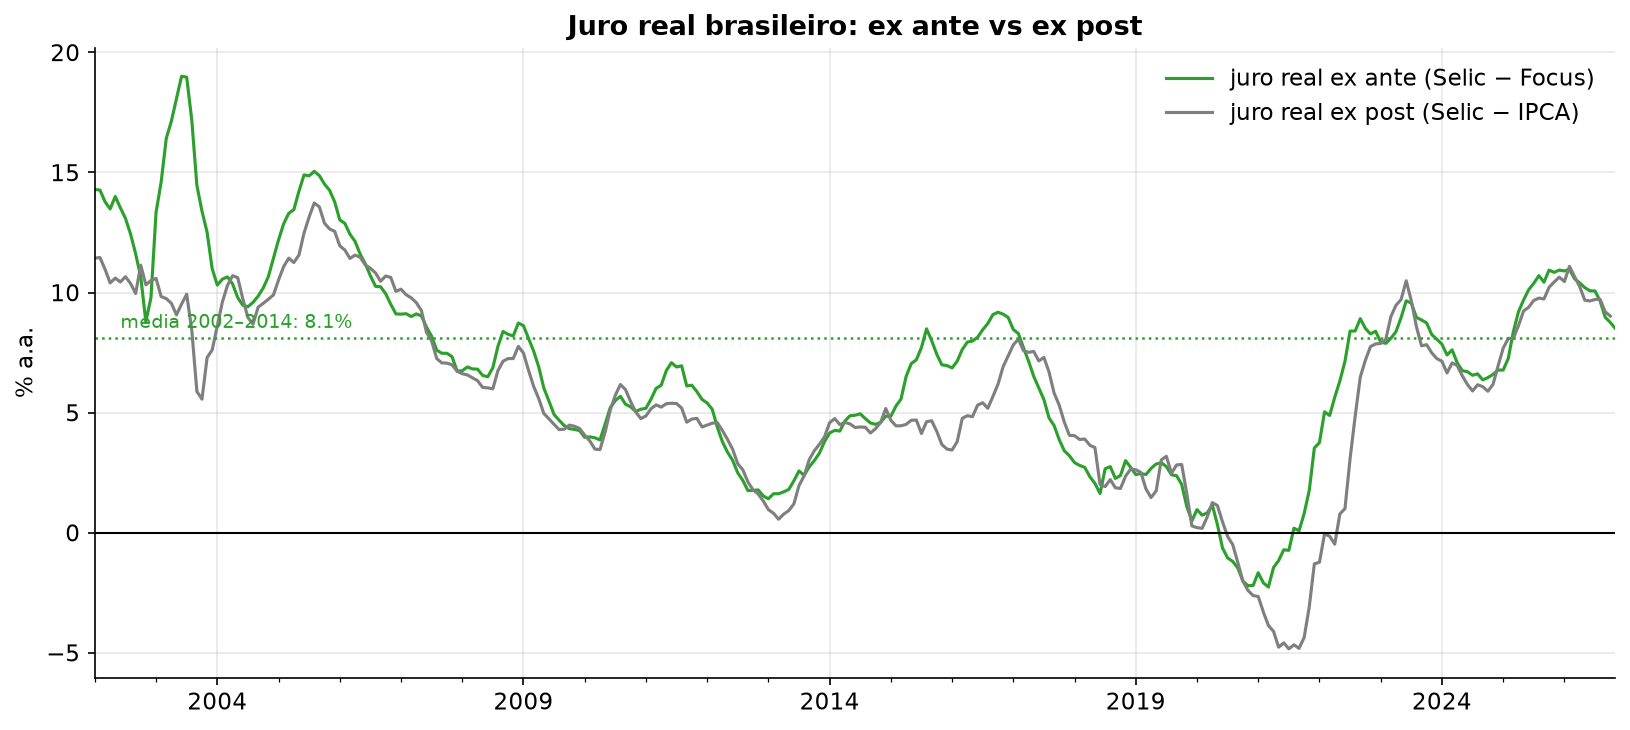 Juro real brasileiro: ex ante vs ex post
juro real ex ante (Selic − Focus)
juro real ex post (Selic − IPCA)
média 2002–2014: 8.1%
% a.a.
20
15
10
5
0
−5
2004
2009
2014
2019
2024